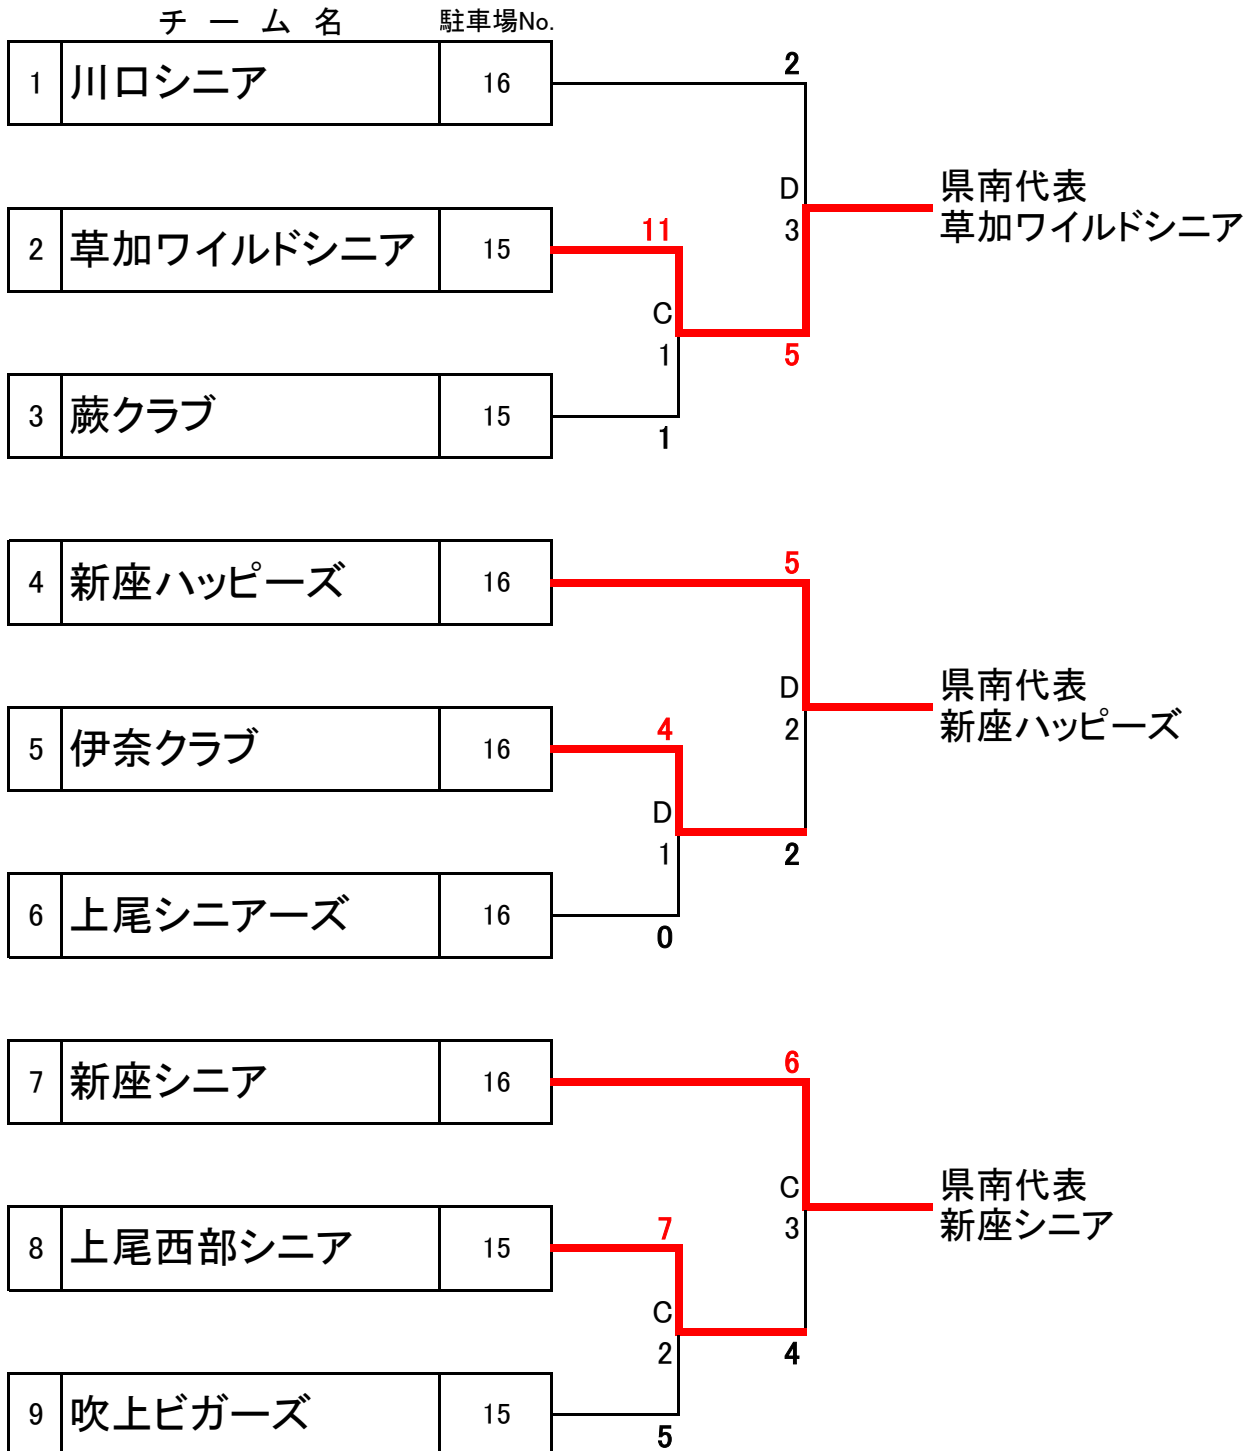 チーム名 駐車場No.
1 川口シニア 16
2
D
3
県南代表
草加ワイルドシニア
2 草加ワイルドシニア 15
11
C
1
5
3 蕨クラブ 15
1
4 新座ハッピーズ 16
5
D
2
県南代表
新座ハッピーズ
5 伊奈クラブ 16
4
D
1
2
6 上尾シニアーズ 16
0
7 新座シニア 16
6
C
3
県南代表
新座シニア
8 上尾西部シニア 15
7
C
2
4
9 吹上ビガーズ 15
5